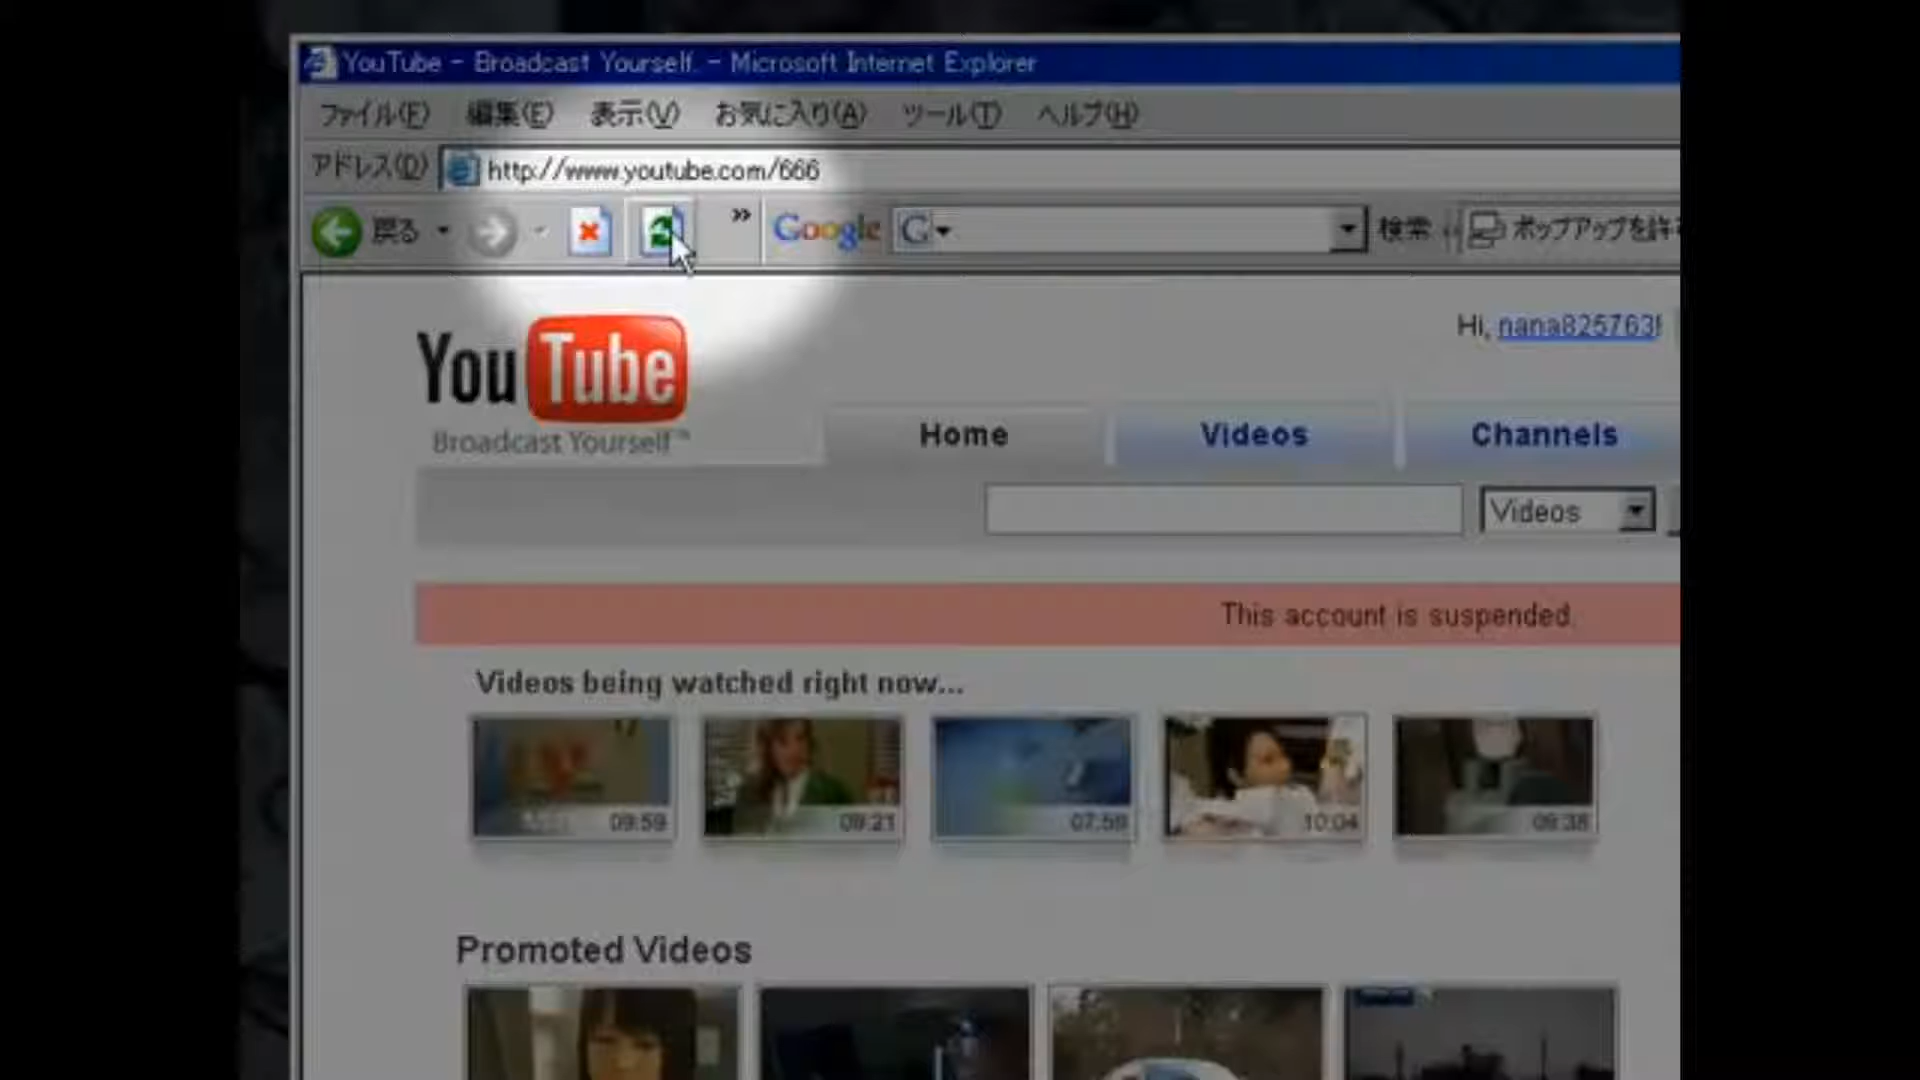 YouTube - Broadcast Yourself. - Microsoft Internet Explorer
ファイル(F) 編集(E) 表示(V) お気に入り(A) ツール(T) ヘルプ(H)
アドレス(D) http://www.youtube.com/666
戻る » Google G 検索 ポップアップを許
Hi, nana825763!
YouTube
Broadcast Yourself™
Home Videos Channels
Videos
This account is suspended.
Videos being watched right now...
09:59 09:21 07:59 10:04 09:38
Promoted Videos